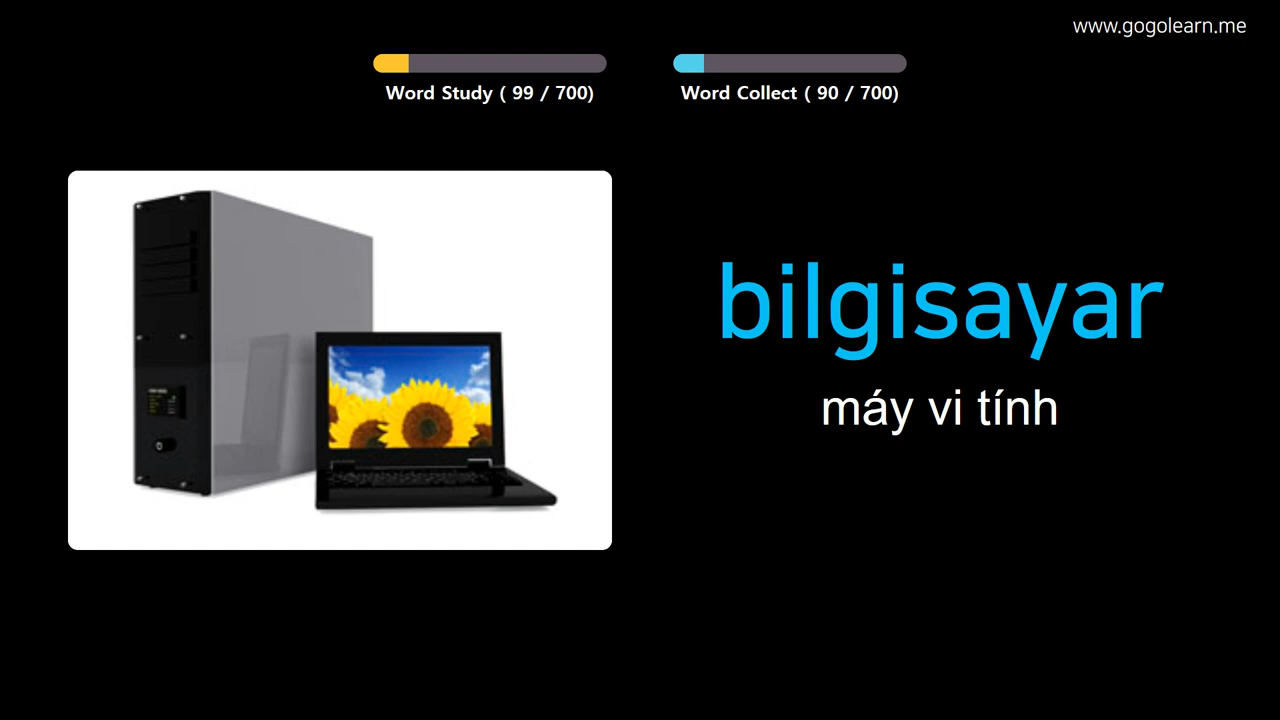 www.gogolearn.me
Word Study ( 99 / 700)
Word Collect ( 90 / 700)
bilgisayar
máy vi tính